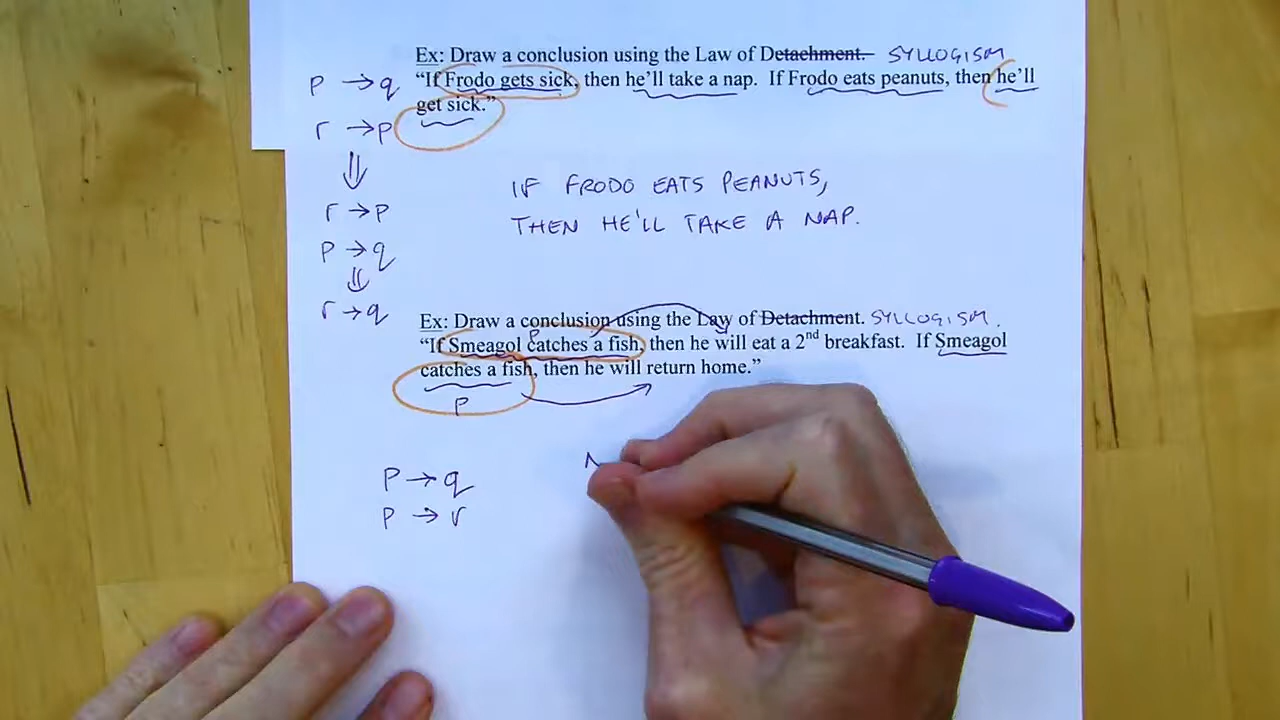 Ex: Draw a conclusion using the Law of Detachment. SYLLOGISM
"If Frodo gets sick, then he'll take a nap. If Frodo eats peanuts, then he'll
get sick."
P → q
r → p
⇓
r → p
P → q
⇓
r → q
IF FRODO EATS PEANUTS,
THEN HE'LL TAKE A NAP.
Ex: Draw a conclusion using the Law of Detachment. SYLLOGISM.
P
"If Smeagol catches a fish, then he will eat a 2nd breakfast. If Smeagol
catches a fish, then he will return home."
P
P → q
P → r